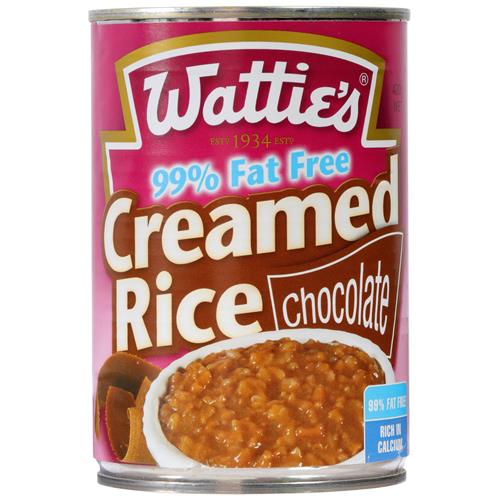 Wattie's®
ESTD 1934 ESTD
99% Fat Free
Creamed
Rice
Chocolate
99% FAT FREE
RICH IN
CALCIUM